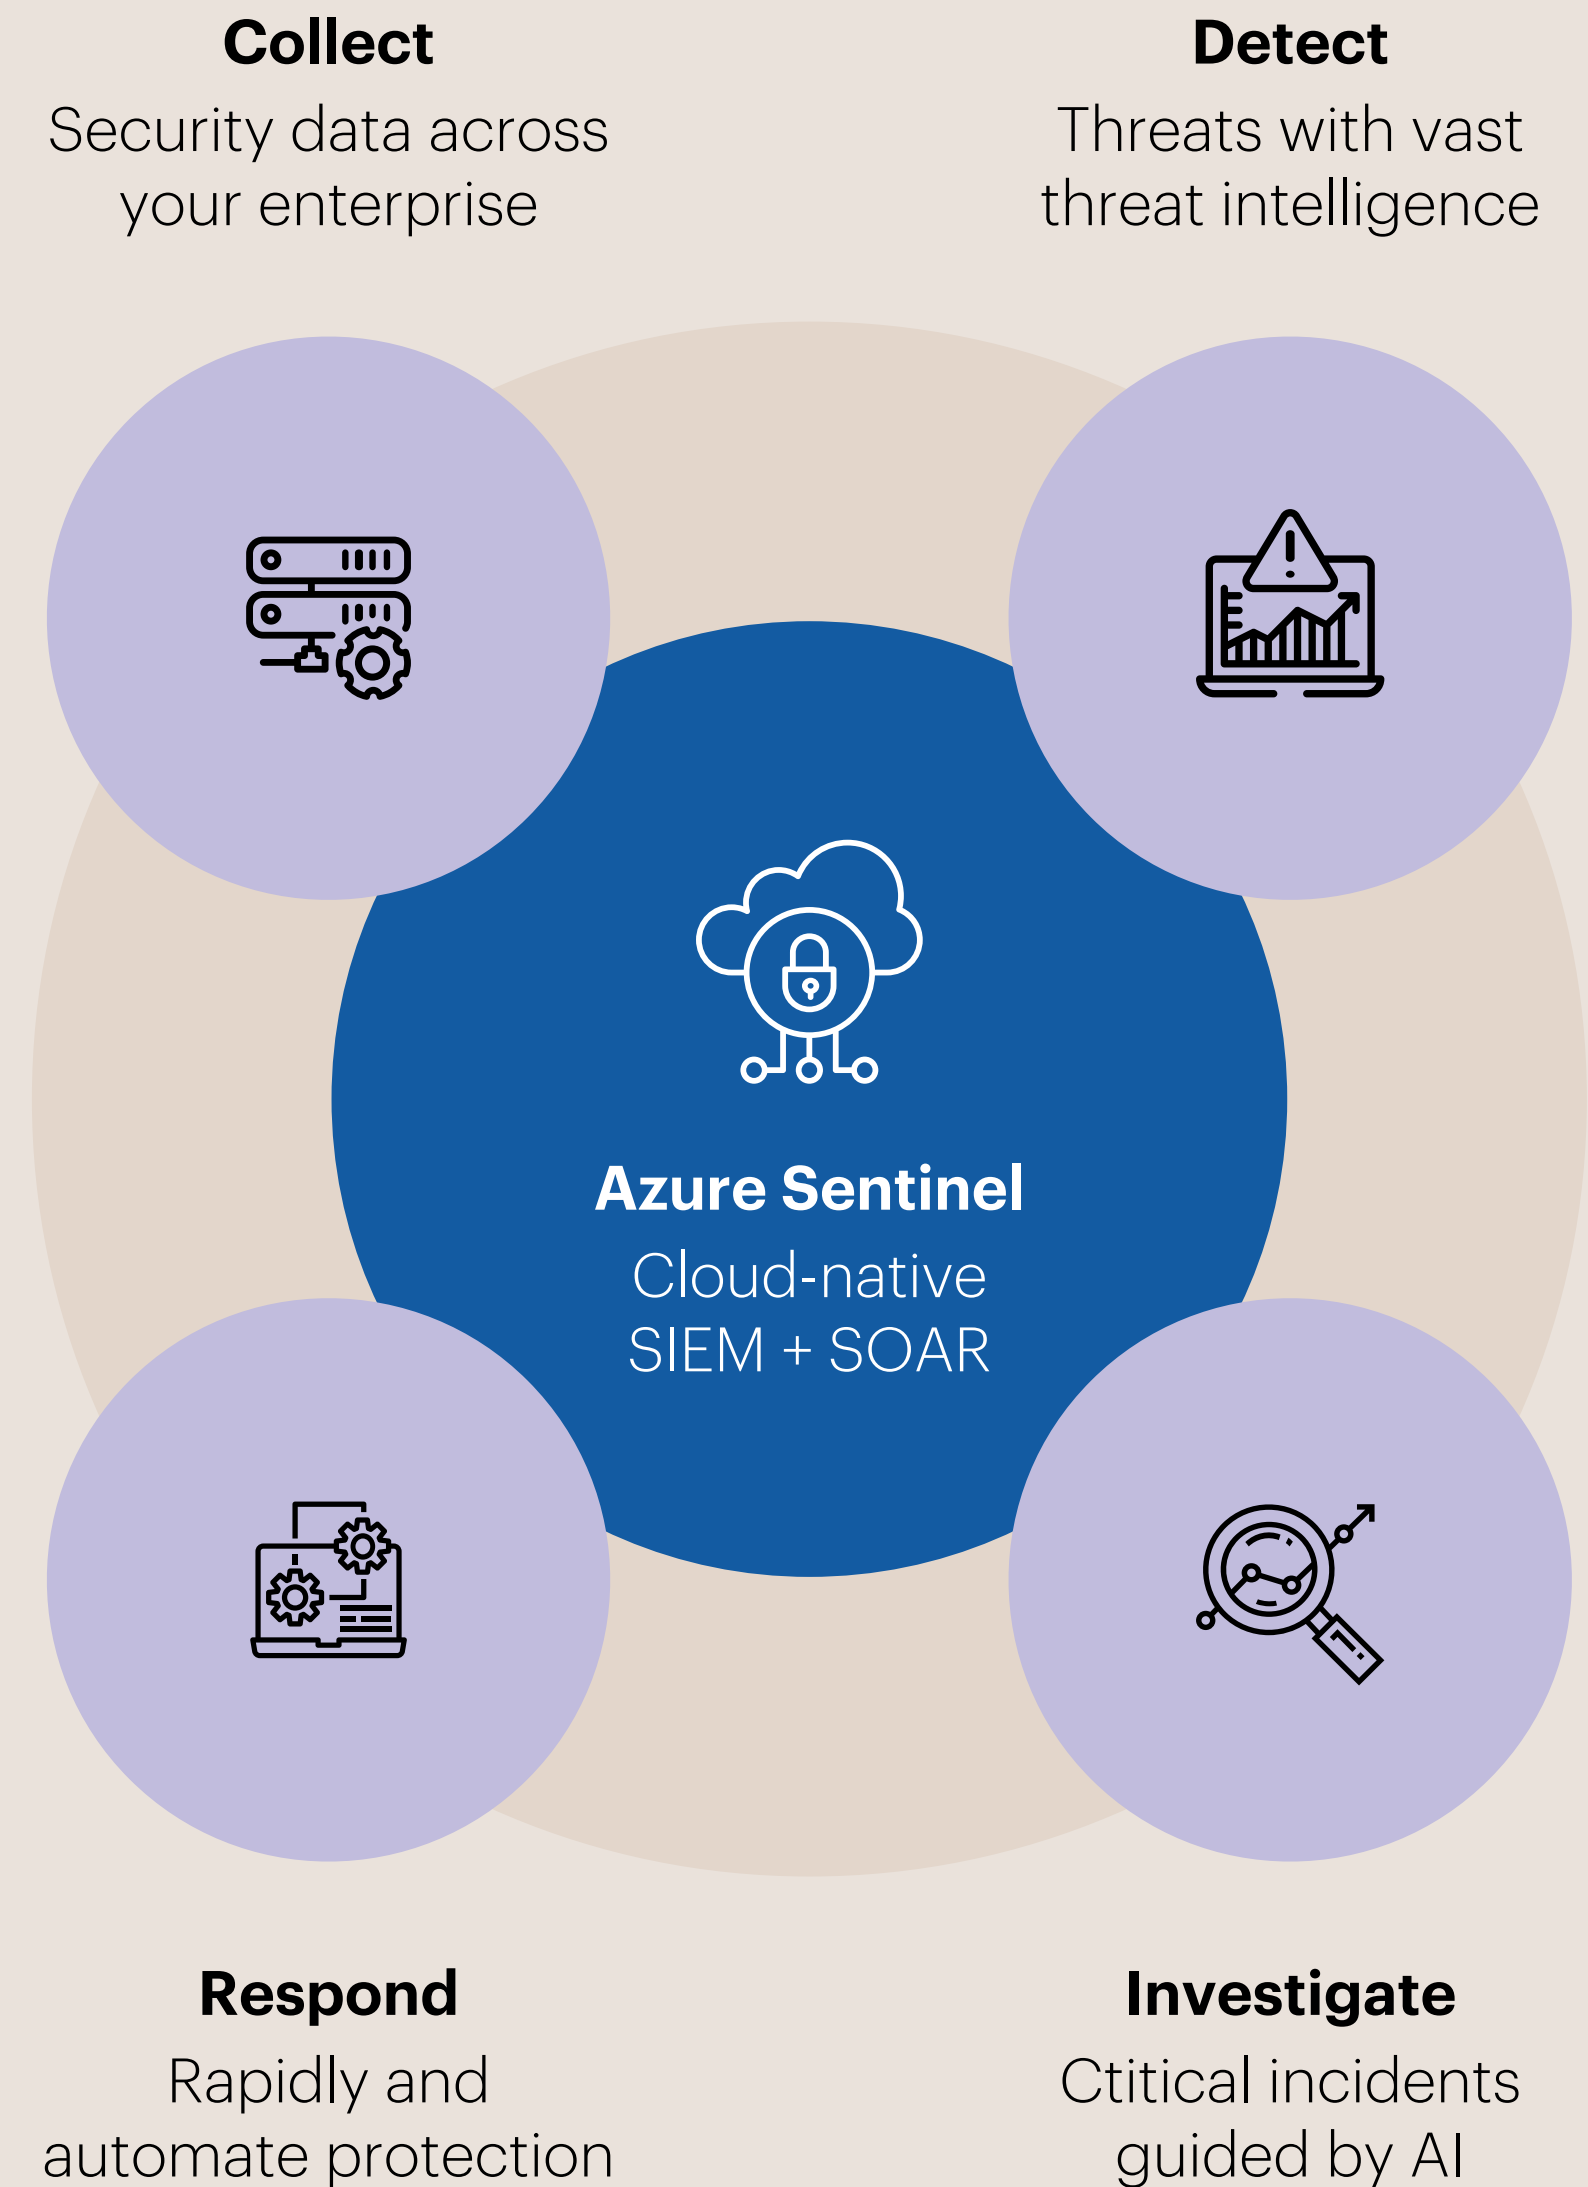 Collect
Security data across
your enterprise
Detect
Threats with vast
threat intelligence
Azure Sentinel
Cloud-native
SIEM + SOAR
Respond
Rapidly and
automate protection
Investigate
Ctitical incidents
guided by AI